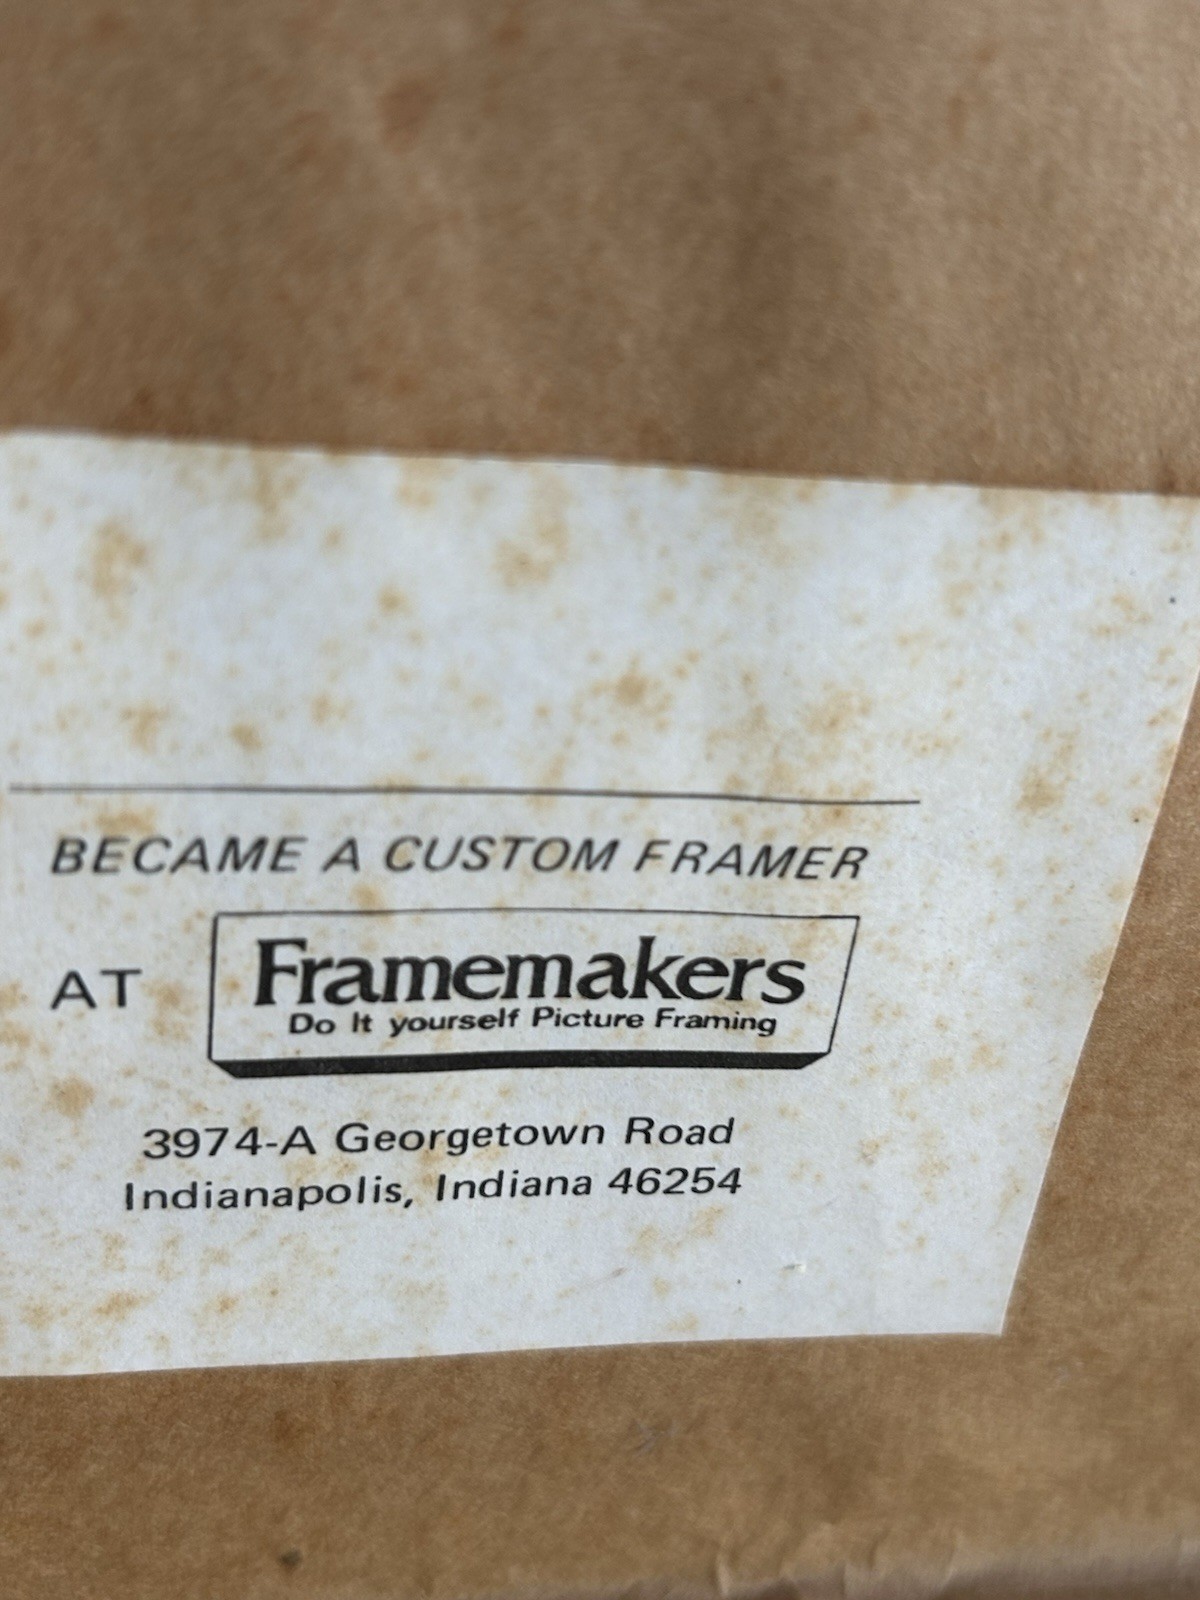 BECAME A CUSTOM FRAMER
AT Framemakers
Do It yourself Picture Framing
3974-A Georgetown Road
Indianapolis, Indiana 46254